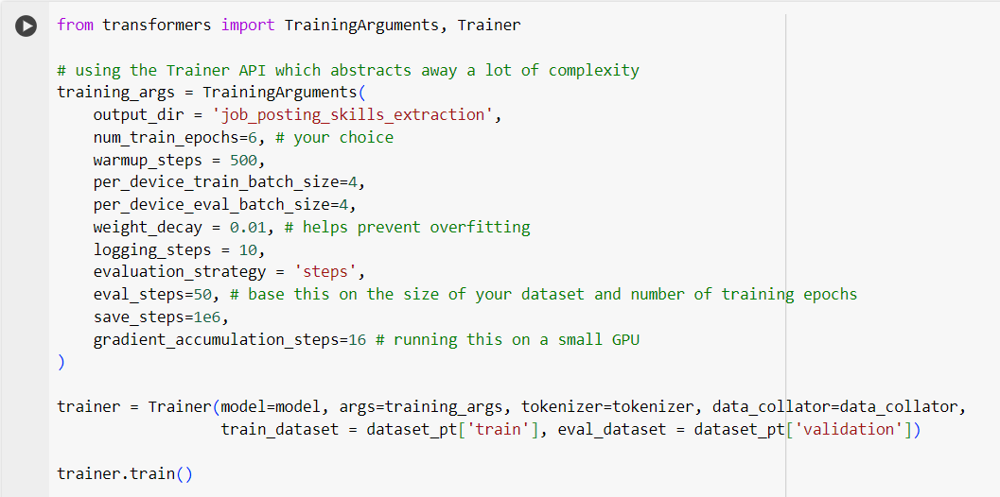 from transformers import TrainingArguments, Trainer
# using the Trainer API which abstracts away a lot of complexity
training_args = TrainingArguments(
    output_dir = 'job_posting_skills_extraction',
    num_train_epochs=6, # your choice
    warmup_steps = 500,
    per_device_train_batch_size=4,
    per_device_eval_batch_size=4,
    weight_decay = 0.01, # helps prevent overfitting
    logging_steps = 10,
    evaluation_strategy = 'steps',
    eval_steps=50, # base this on the size of your dataset and number of training epochs
    save_steps=1e6,
    gradient_accumulation_steps=16 # running this on a small GPU
)
trainer = Trainer(model=model, args=training_args, tokenizer=tokenizer, data_collator=data_collator,
                  train_dataset = dataset_pt['train'], eval_dataset = dataset_pt['validation'])
trainer.train()